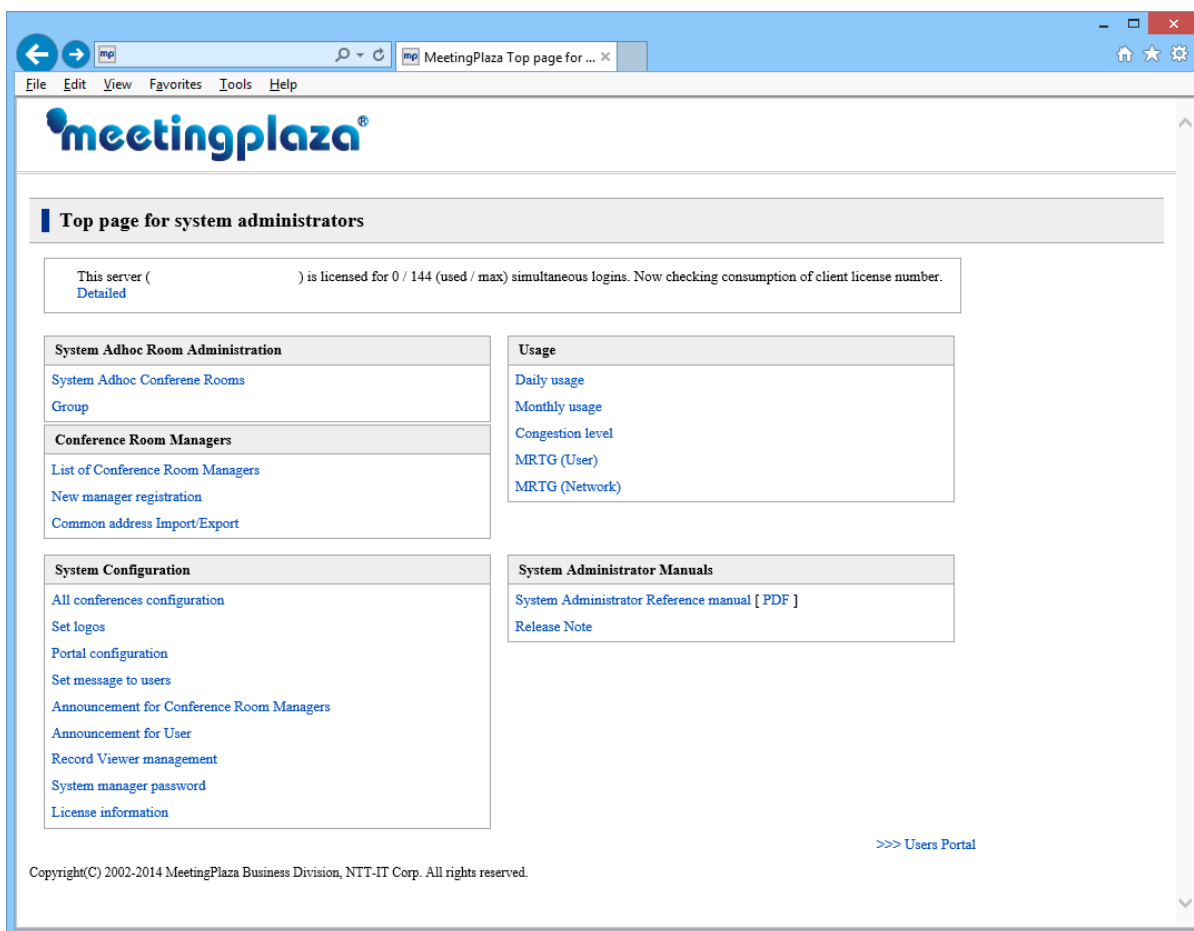 mp
mp MeetingPlaza Top page for ...
File Edit View Favorites Tools Help
meetingplaza®
Top page for system administrators
This server ( ) is licensed for 0 / 144 (used / max) simultaneous logins. Now checking consumption of client license number.
Detailed
System Adhoc Room Administration
System Adhoc Conferene Rooms
Group
Conference Room Managers
List of Conference Room Managers
New manager registration
Common address Import/Export
Usage
Daily usage
Monthly usage
Congestion level
MRTG (User)
MRTG (Network)
System Configuration
All conferences configuration
Set logos
Portal configuration
Set message to users
Announcement for Conference Room Managers
Announcement for User
Record Viewer management
System manager password
License information
System Administrator Manuals
System Administrator Reference manual [ PDF ]
Release Note
>>> Users Portal
Copyright(C) 2002-2014 MeetingPlaza Business Division, NTT-IT Corp. All rights reserved.